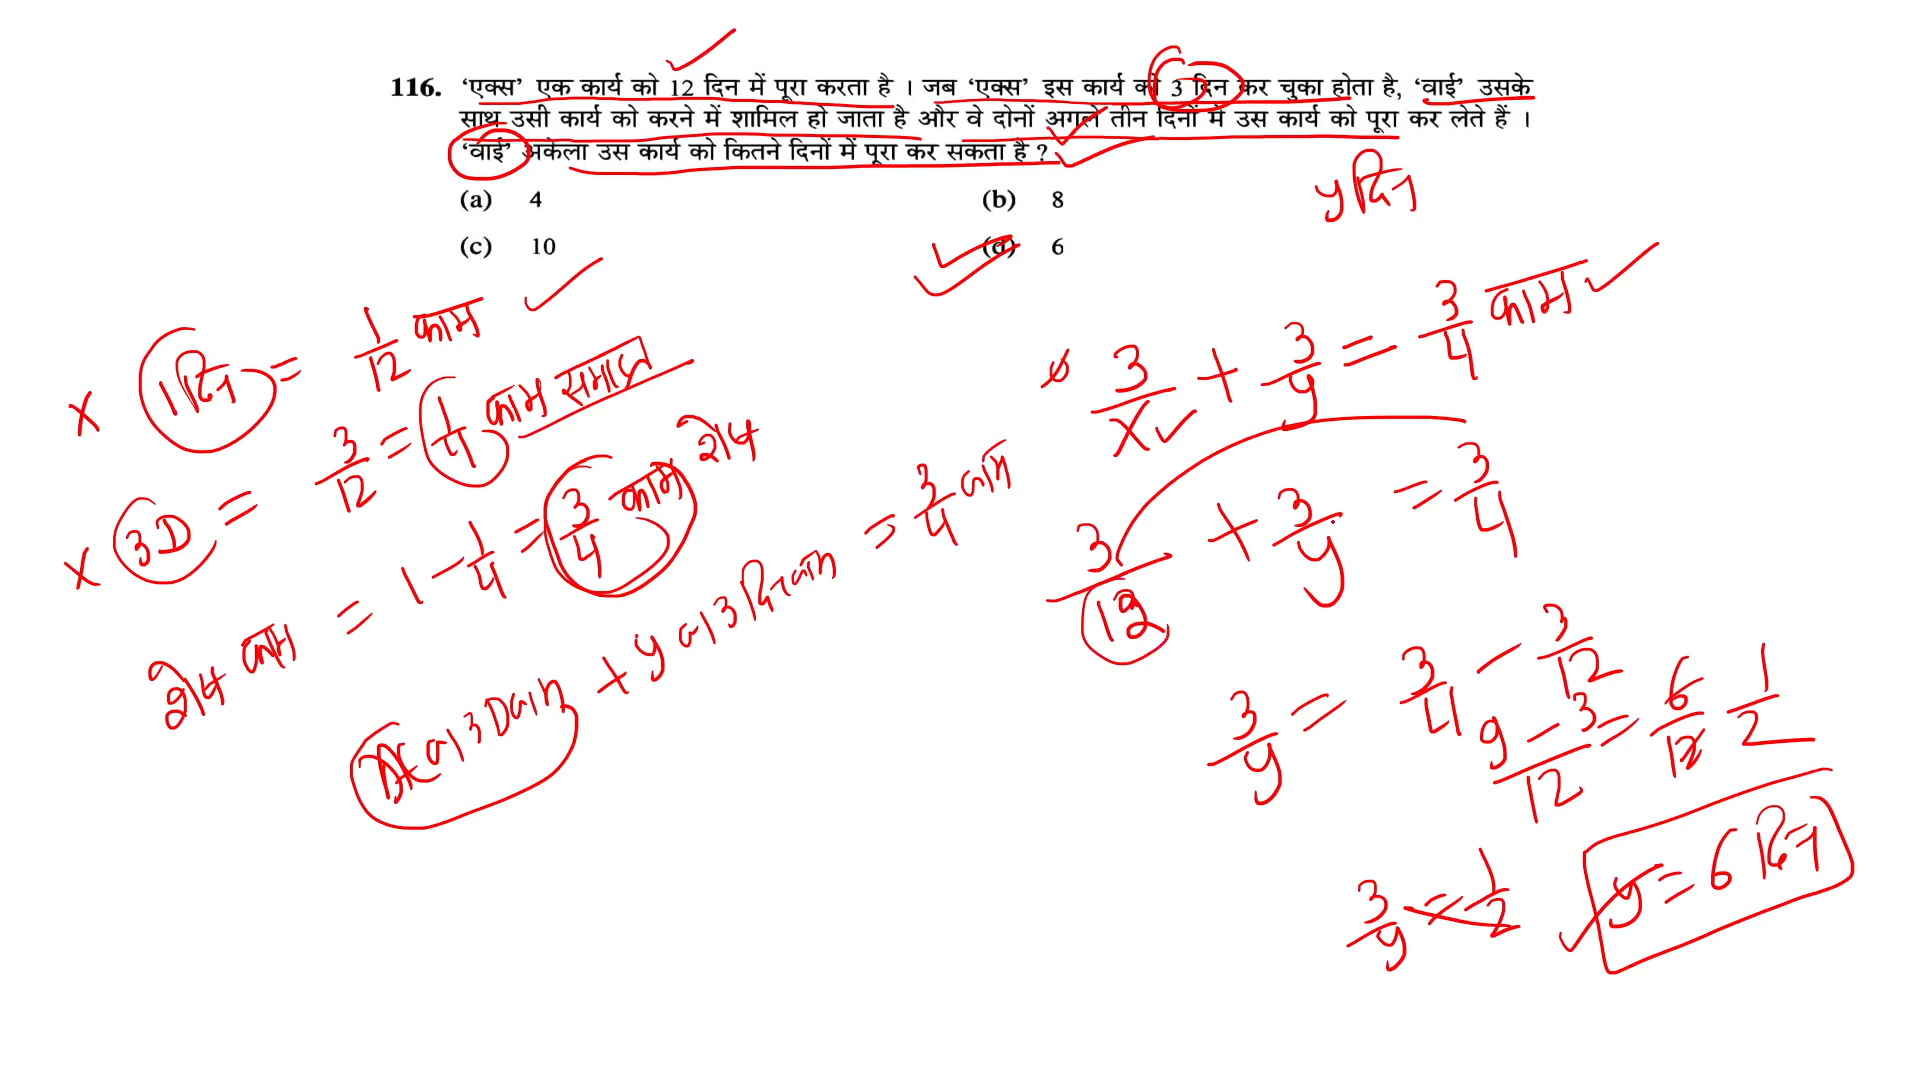 116. ‘एक्स’ एक कार्य को 12 दिन में पूरा करता है । जब ‘एक्स’ इस कार्य को 3 दिन कर चुका होता है, ‘वाई’ उसके
साथ उसी कार्य को करने में शामिल हो जाता है और वे दोनों अगले तीन दिनों में उस कार्य को पूरा कर लेते हैं ।
‘वाई’ अकेला उस कार्य को कितने दिनों में पूरा कर सकता है ?
(a) 4 (b) 8
(c) 10 (d) 6
y दिन
x 1 दिन = 1/12 काम
x 3D = 3/12 = 1/4 काम समाप्त
शेष काम = 1 - 1/4 = 3/4 काम शेष
का 3D काम + y का 3 दिन काम = 3/4 काम
3/x + 3/y = 3/4 काम
3/12 + 3/y = 3/4
3/y = 3/4 - 3/12
9-3/12 = 6/12 1/2
3/y = 1/2
y = 6 दिन